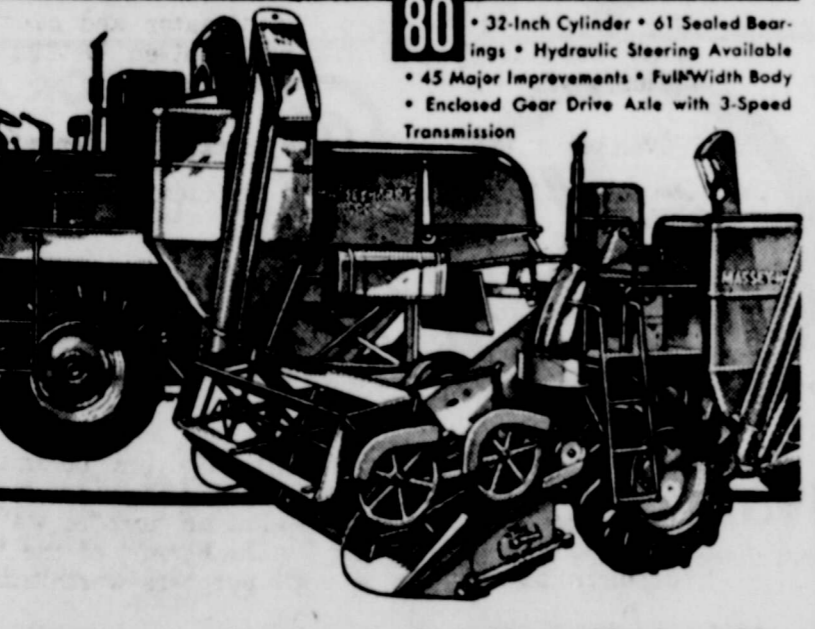 80 • 32-Inch Cylinder • 61 Sealed Bear-
ings • Hydraulic Steering Available
• 45 Major Improvements • Full-Width Body
• Enclosed Gear Drive Axle with 3-Speed
Transmission
MASSEY-H